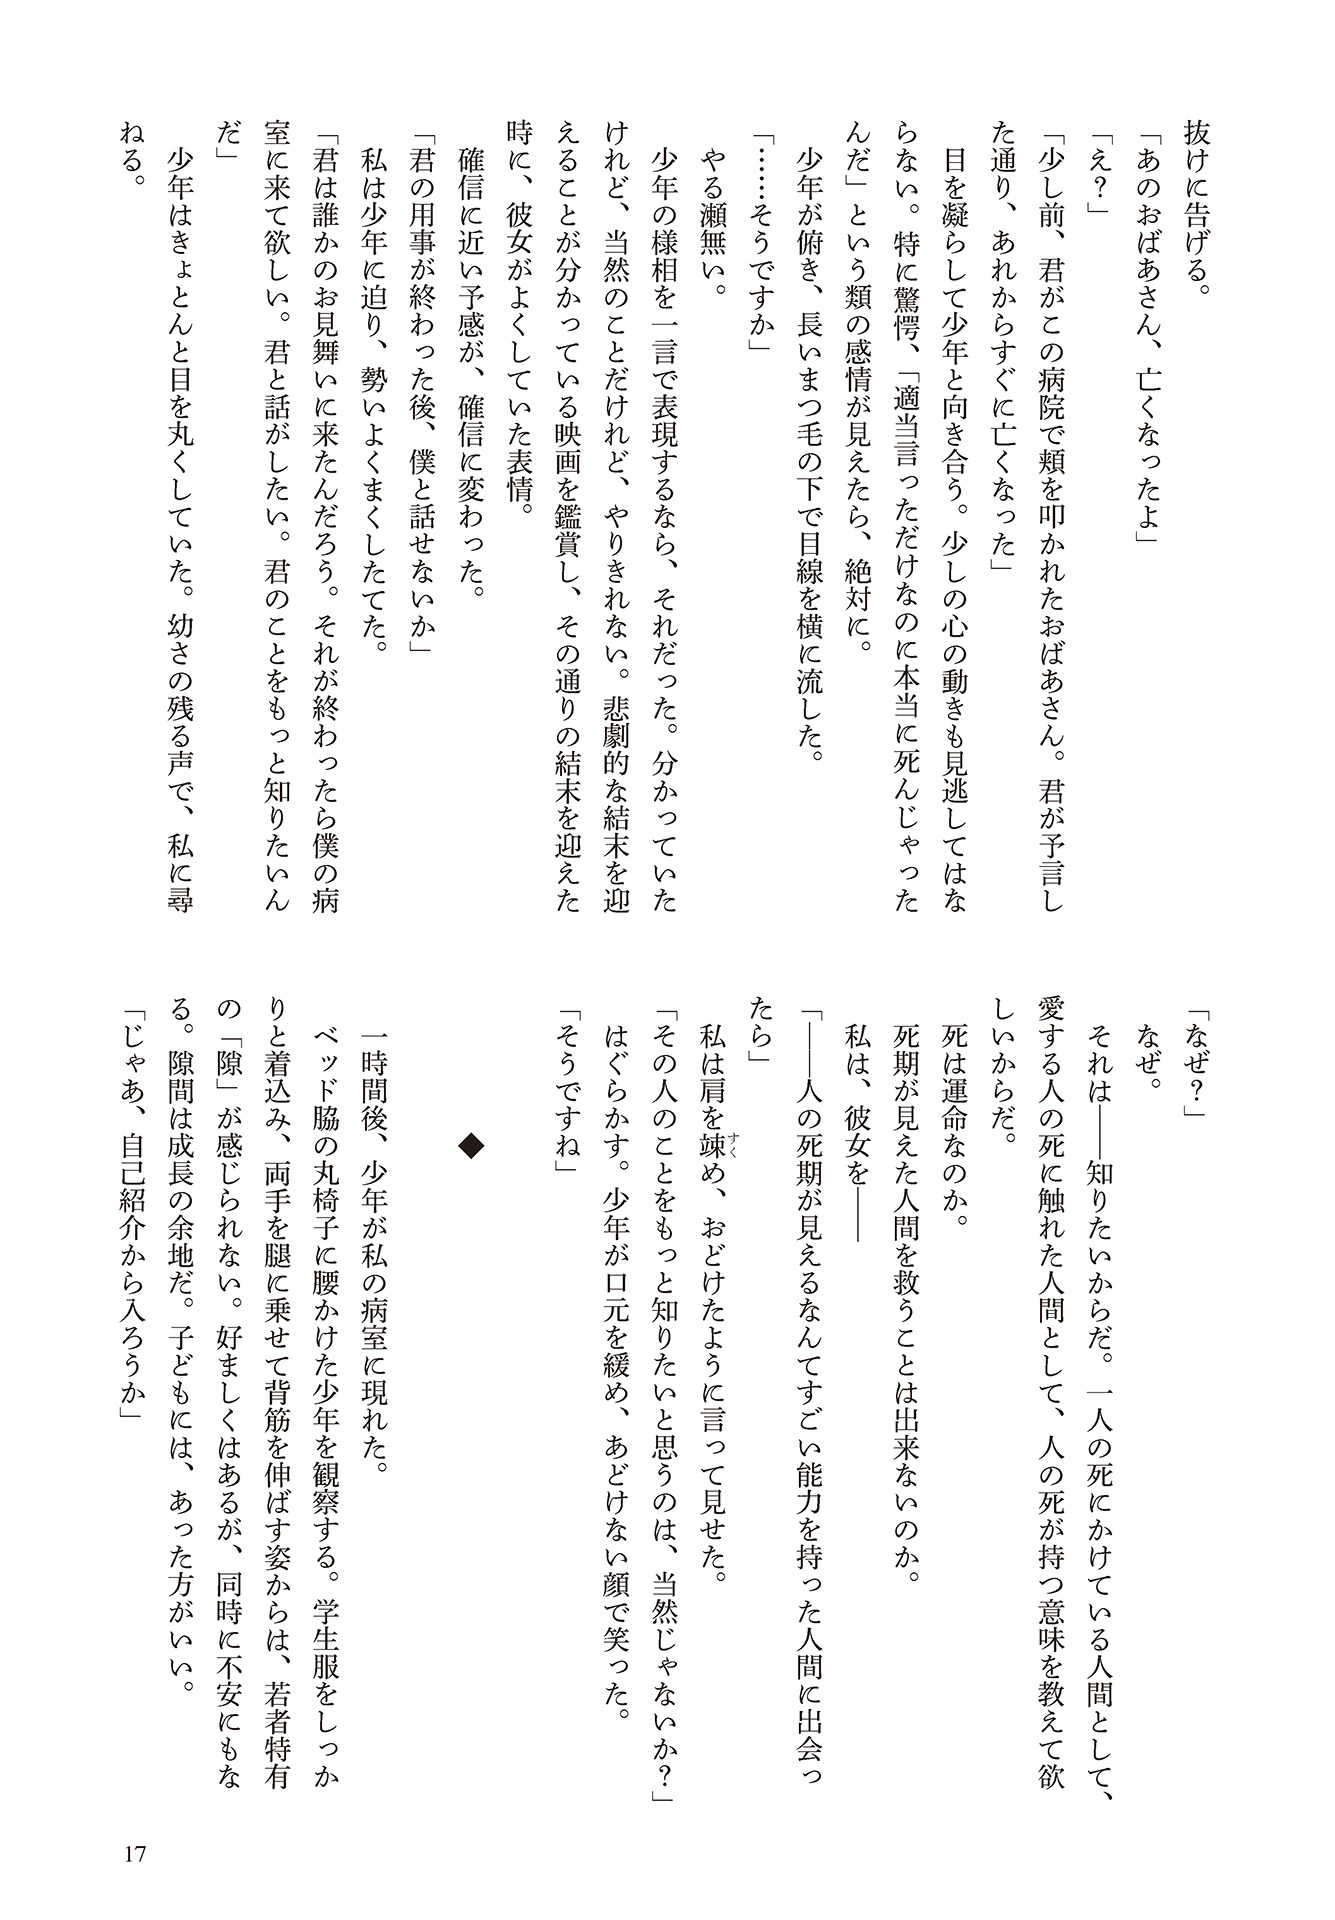 抜けに告げる。
「あのおばあさん、亡くなったよ」
「え？」
「少し前、君がこの病院で頬を叩かれたおばあさん。君が予言し
た通り、あれからすぐに亡くなった」
　目を凝らして少年と向き合う。少しの心の動きも見逃してはな
らない。特に驚愕、「適当言っただけなのに本当に死んじゃった
んだ」という類の感情が見えたら、絶対に。
　少年が俯き、長いまつ毛の下で目線を横に流した。
「……そうですか」
　やる瀬無い。
　少年の様相を一言で表現するなら、それだった。分かっていた
けれど、当然のことだけれど、やりきれない。悲劇的な結末を迎
えることが分かっている映画を鑑賞し、その通りの結末を迎えた
時に、彼女がよくしていた表情。
　確信に近い予感が、確信に変わった。
「君の用事が終わった後、僕と話せないか」
　私は少年に迫り、勢いよくまくしたてた。
「君は誰かのお見舞いに来たんだろう。それが終わったら僕の病
室に来て欲しい。君と話がしたい。君のことをもっと知りたいん
だ」
　少年はきょとんと目を丸くしていた。幼さの残る声で、私に尋
ねる。
「なぜ？」
　なぜ。
　それは――知りたいからだ。一人の死にかけている人間として、
愛する人の死に触れた人間として、人の死が持つ意味を教えて欲
しいからだ。
　死は運命なのか。
　死期が見えた人間を救うことは出来ないのか。
　私は、彼女を――
「――人の死期が見えるなんてすごい能力を持った人間に出会っ
たら」
　私は肩を竦め、おどけたように言って見せた。
すく
「その人のことをもっと知りたいと思うのは、当然じゃないか？」
　はぐらかす。少年が口元を緩め、あどけない顔で笑った。
「そうですね」
◆
　一時間後、少年が私の病室に現れた。
　ベッド脇の丸椅子に腰かけた少年を観察する。学生服をしっか
りと着込み、両手を腿に乗せて背筋を伸ばす姿からは、若者特有
の「隙」が感じられない。好ましくはあるが、同時に不安にもな
る。隙間は成長の余地だ。子どもには、あった方がいい。
「じゃあ、自己紹介から入ろうか」
17